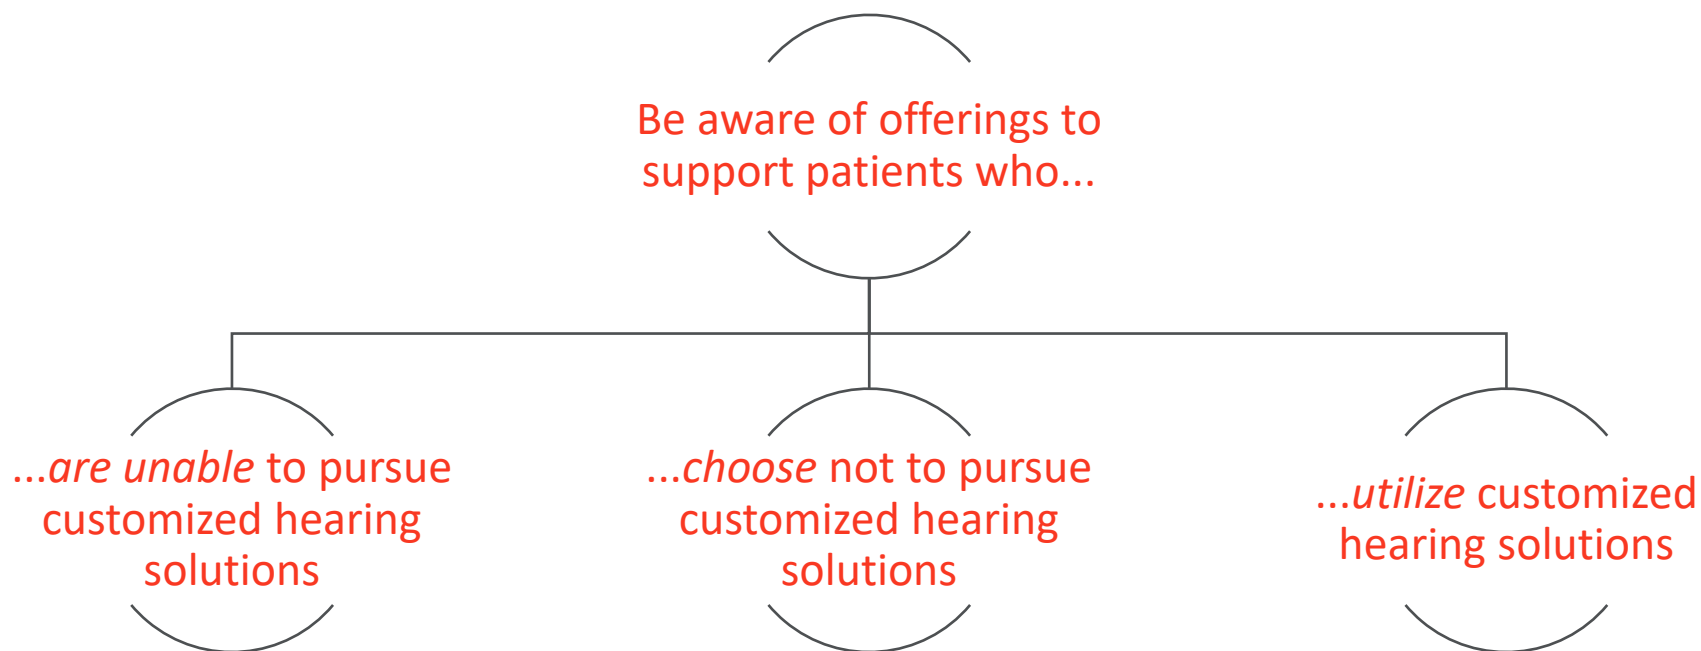 Be aware of offerings to
support patients who...
...are unable to pursue
customized hearing
solutions
...choose not to pursue
customized hearing
solutions
...utilize customized
hearing solutions